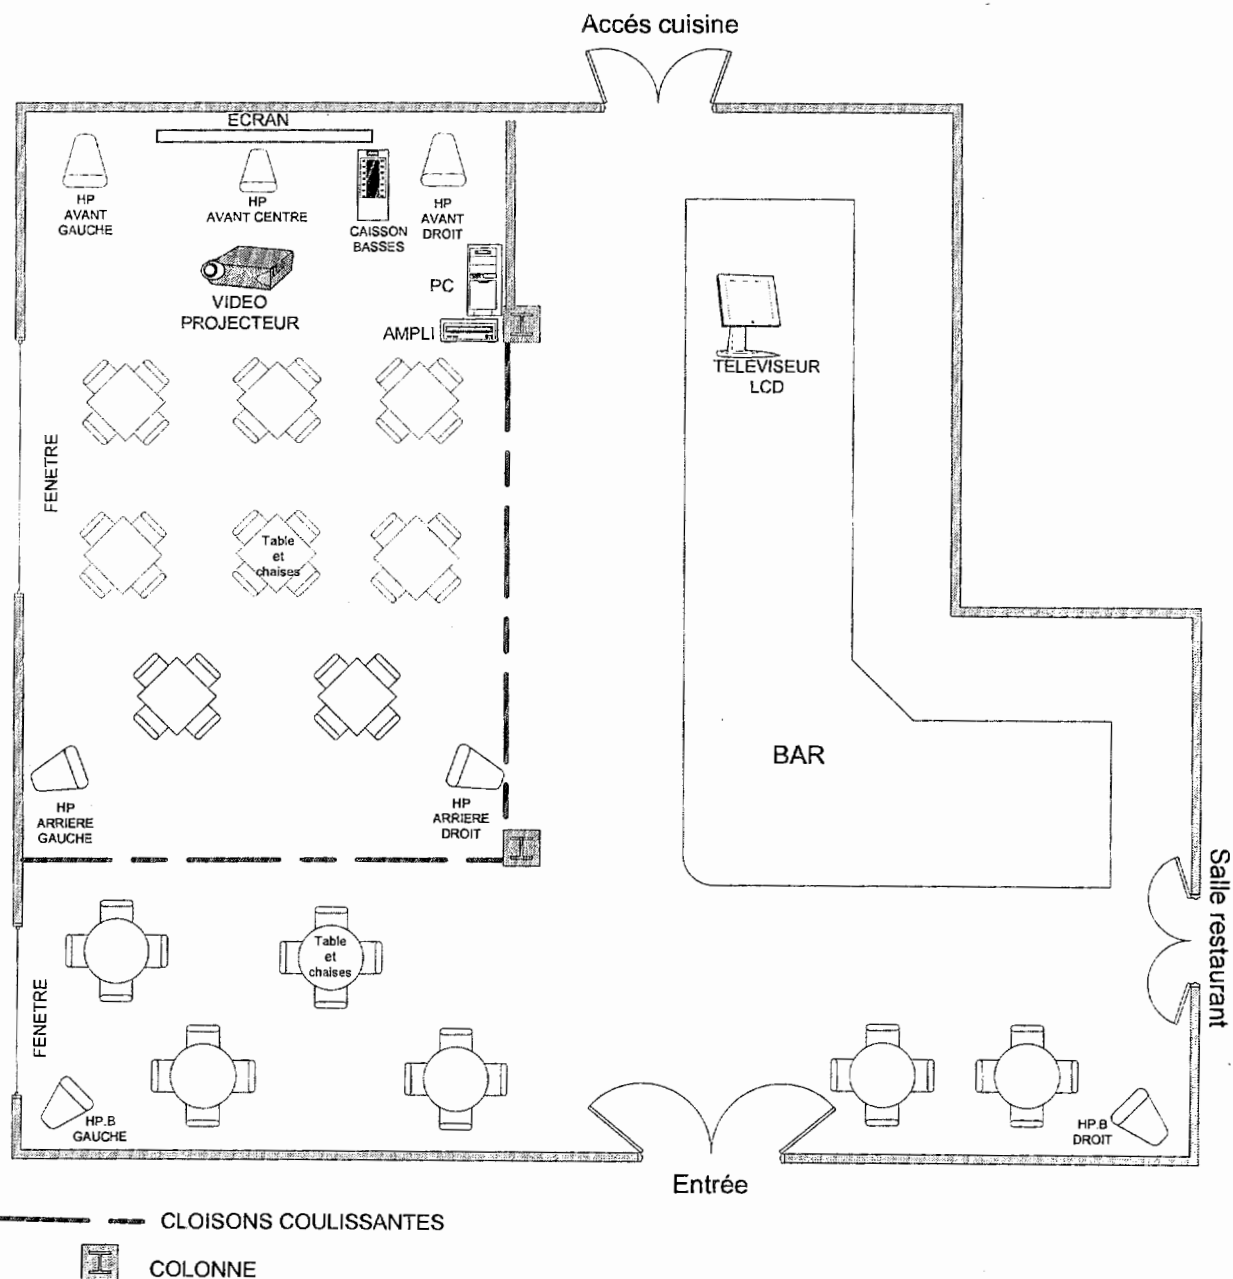 Accés cuisine
ECRAN
HP
AVANT
GAUCHE
HP
AVANT CENTRE
CAISSON
BASSES
HP
AVANT
DROIT
PC
VIDEO
PROJECTEUR
AMPLI
TELEVISEUR
LCD
FENETRE
Table
et
chaises
BAR
HP
ARRIERE
GAUCHE
HP
ARRIERE
DROIT
Salle restaurant
Table
et
chaises
FENETRE
HP.B
GAUCHE
HP.B
DROIT
Entrée
CLOISONS COULISSANTES
COLONNE